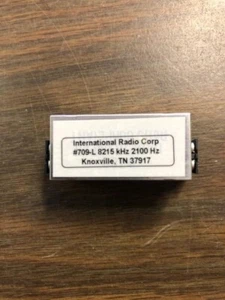 International Radio Corp
#709-L 8215 kHz 2100 Hz
Knoxville, TN 37917